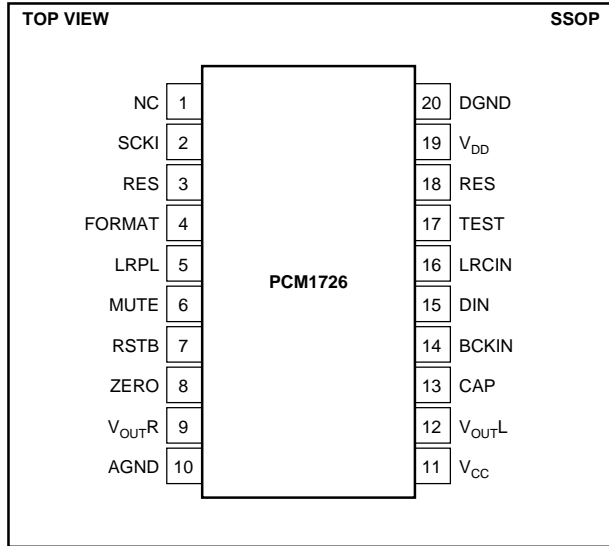 TOP VIEW SSOP
NC 1 20 DGND
SCKI 2 19 VDD
RES 3 18 RES
FORMAT 4 17 TEST
LRPL 5 16 LRCIN
PCM1726
MUTE 6 15 DIN
RSTB 7 14 BCKIN
ZERO 8 13 CAP
VOUTR 9 12 VOUTL
AGND 10 11 VCC